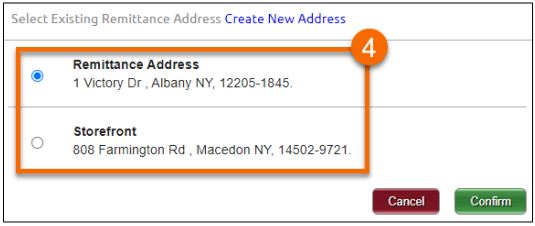 Select Existing Remittance Address Create New Address
4
Remittance Address
1 Victory Dr , Albany NY, 12205-1845.
Storefront
808 Farmington Rd , Macedon NY, 14502-9721.
Cancel Confirm